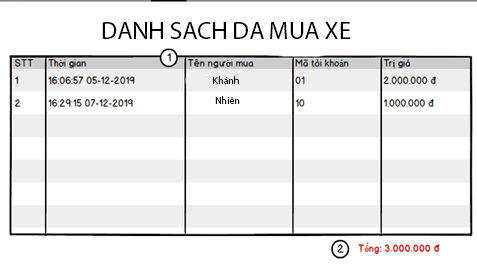 DANH SACH DA MUA XE
1
STT Thời gian Tên người mua Mã tài khoản Trị giá
1 16:06:57 05-12-2019 Khánh 01 2.000.000 đ
2 16:29:15 07-12-2019 Nhiên 10 1.000.000 đ
2 Tổng: 3.000.000 đ